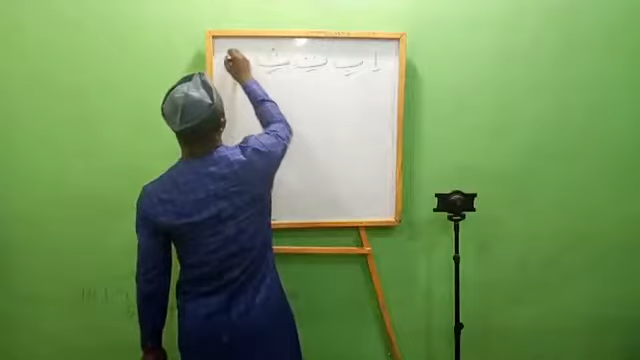 ا ب ت ث